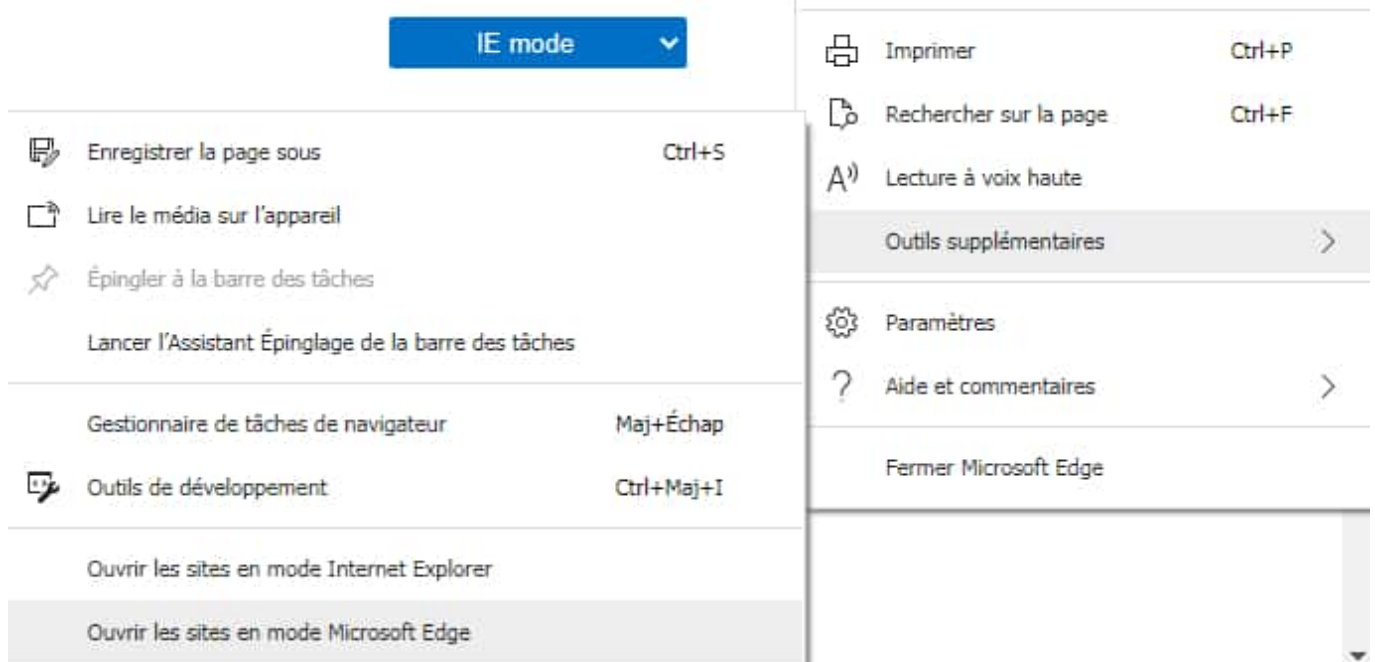 IE mode
Imprimer Ctrl+P
Rechercher sur la page Ctrl+F
Lecture à voix haute
Outils supplémentaires
Paramètres
Aide et commentaires
Fermer Microsoft Edge
Enregistrer la page sous Ctrl+S
Lire le média sur l’appareil
Épingler à la barre des tâches
Lancer l’Assistant Épinglage de la barre des tâches
Gestionnaire de tâches de navigateur Maj+Échap
Outils de développement Ctrl+Maj+I
Ouvrir les sites en mode Internet Explorer
Ouvrir les sites en mode Microsoft Edge